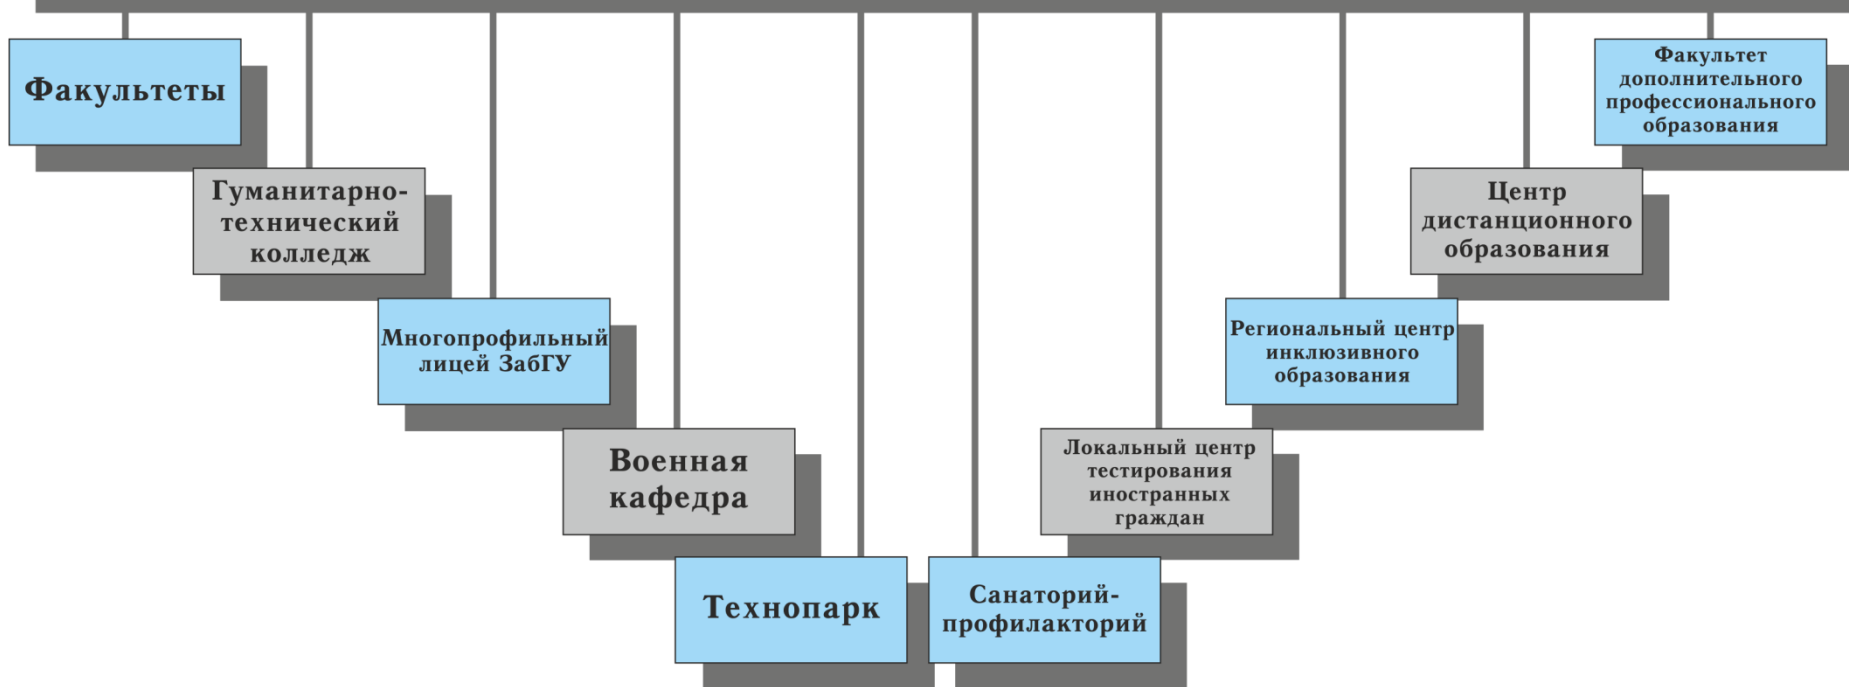 Факультеты
Гуманитарно-
технический
колледж
Многопрофильный
лицей ЗабГУ
Военная
кафедра
Технопарк
Санаторий-
профилакторий
Локальный центр
тестирования
иностранных
граждан
Региональный центр
инклюзивного
образования
Центр
дистанционного
образования
Факультет
дополнительного
профессионального
образования